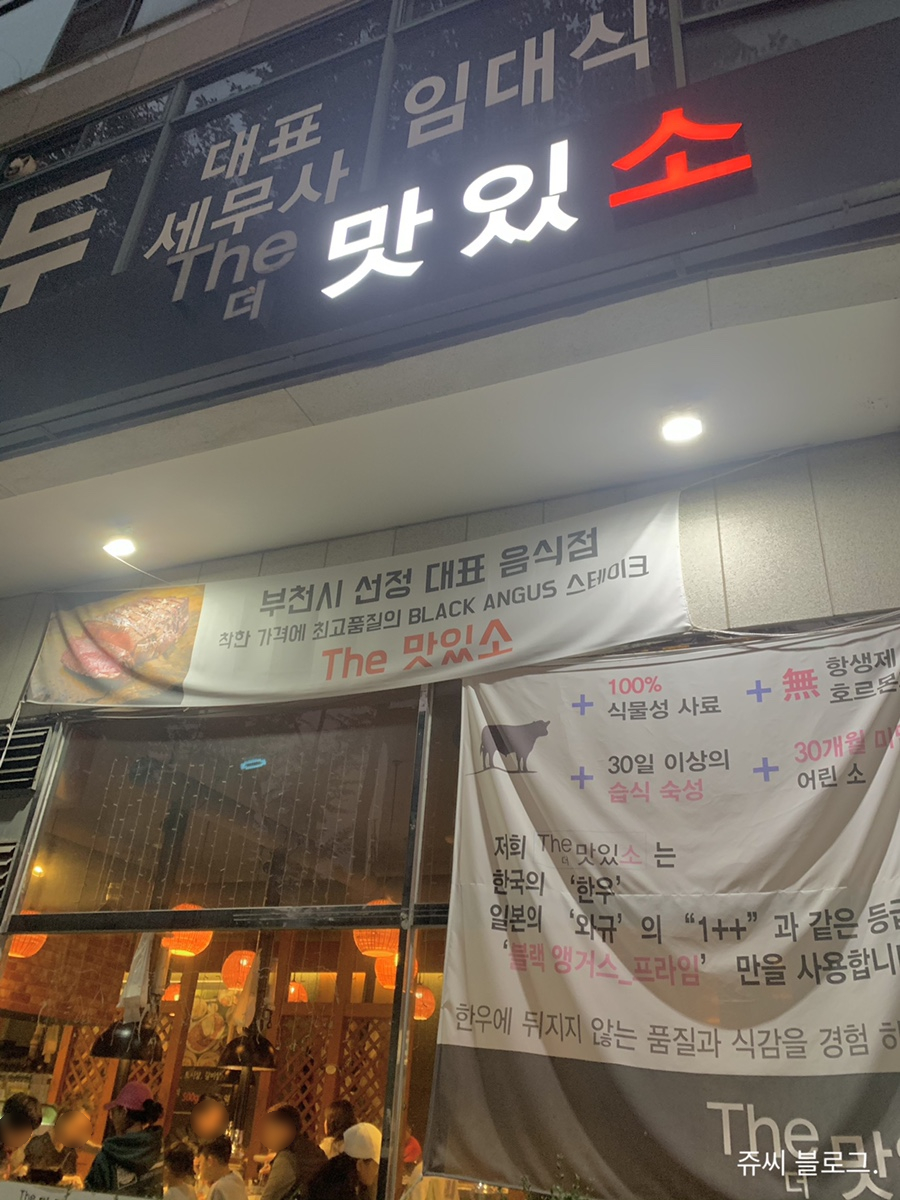 두
대표
세무사
임대식
The
더
맛있소
부천시 선정 대표 음식점
착한 가격에 최고품질의 BLACK ANGUS 스테이크
The 맛있소
+ 100%
식물성 사료
+ 無 항생제
호르몬
+ 30일 이상의
습식 숙성
+ 30개월 미
어린 소
저희 The 더 맛있소 는
한국의 '한우'
일본의 '와규' 의 "1++" 과 같은 등급
'블랙 앵거스_프라임' 만을 사용합니
한우에 뒤지지 않는 품질과 식감을 경험 하
The
더 맛
쥬씨 블로그.